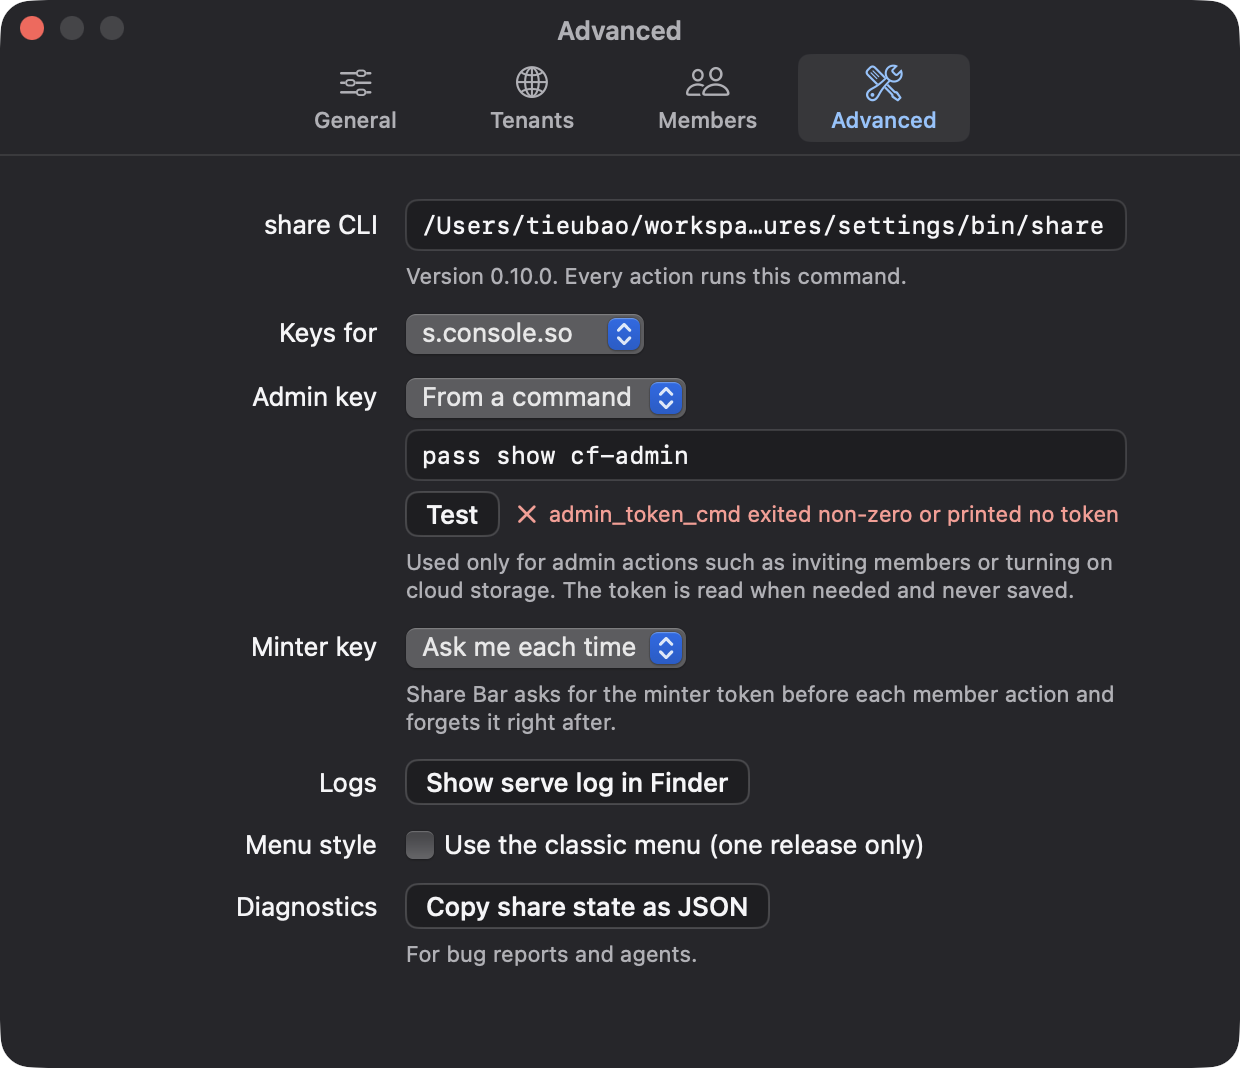 Advanced
General
Tenants
Members
Advanced
share CLI
/Users/tieubao/workspa…ures/settings/bin/share
Version 0.10.0. Every action runs this command.
Keys for
s.console.so
Admin key
From a command
pass show cf-admin
Test
admin_token_cmd exited non-zero or printed no token
Used only for admin actions such as inviting members or turning on
cloud storage. The token is read when needed and never saved.
Minter key
Ask me each time
Share Bar asks for the minter token before each member action and
forgets it right after.
Logs
Show serve log in Finder
Menu style
Use the classic menu (one release only)
Diagnostics
Copy share state as JSON
For bug reports and agents.